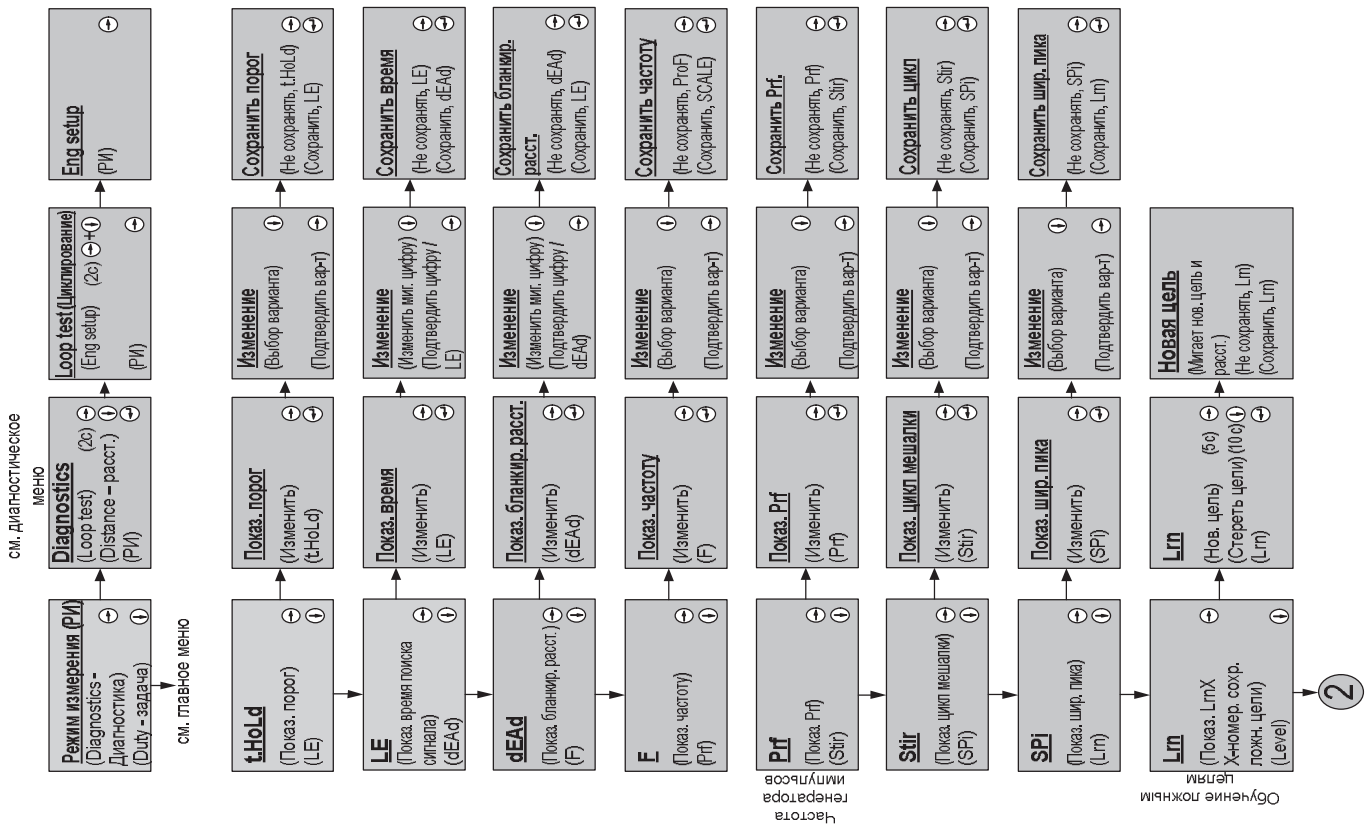 см. диагностическое
меню
Режим измерения (РИ)
(Diagnostics –
Диагностика)
(Duty – задача)
см. главное меню
Diagnostics
(Loop test) (2с)
(Distance – расст.)
(РИ)
Loop test (Циклирование)
(Eng setup) (2с) +
(РИ)
Eng setup
(РИ)
t.HoLd
(Показ. порог)
(LE)
Показ. порог
(Изменить)
(t.HoLd)
Изменение
(Выбор варианта)
(Подтвердить вар-т)
Сохранить порог
(Не сохранять, t.HoLd)
(Сохранить, LE)
LE
(Показ. время поиска
сигнала)
(dEAd)
Показ. время
(Изменить)
(LE)
Изменение
(Изменить миг. цифру)
(Подтвердить цифру /
LE)
Сохранить время
(Не сохранять, LE)
(Сохранить, dEAd)
dEAd
(Показ. бланкир. расст.)
(F)
Показ. бланкир. расст.
(Изменить)
(dEAd)
Изменение
(Изменить миг. цифру)
(Подтвердить цифру /
dEAd)
Сохранить бланкир.
расст.
(Не сохранять, dEAd)
(Сохранить, LE)
F
(Показ. частоту)
(Prf)
Показ. частоту
(Изменить)
(F)
Изменение
(Выбор варианта)
(Подтвердить вар-т)
Сохранить частоту
(Не сохранять, ProF)
(Сохранить, SCALE)
Частота
генератора
импульсов
Prf
(Показ. Prf)
(Stir)
Показ. Prf
(Изменить)
(Prf)
Изменение
(Выбор варианта)
(Подтвердить вар-т)
Сохранить Prf.
(Не сохранять, Prf)
(Сохранить, Stir)
Stir
(Показ. цикл мешалки)
(SPi)
Показ. цикл мешалки
(Изменить)
(Stir)
Изменение
(Выбор варианта)
(Подтвердить вар-т)
Сохранить цикл
(Не сохранять, Stir)
(Сохранить, SPi)
SPi
(Показ. шир. пика)
(Lrn)
Показ. шир. пика
(Изменить)
(SPi)
Изменение
(Выбор варианта)
(Подтвердить вар-т)
Сохранить шир. пика
(Не сохранять, SPi)
(Сохранить, Lrn)
Обучение ложным
целям
Lrn
(Показ. LrnX
X-номер. сохр.
ложн. цели)
(Level)
Lrn
(Нов. цель) (5с)
(Стереть цели) (10с)
(Lrn)
Новая цель
(Мигает нов. цель и
расст.)
(Не сохранять, Lrn)
(Сохранить, Lrn)
2